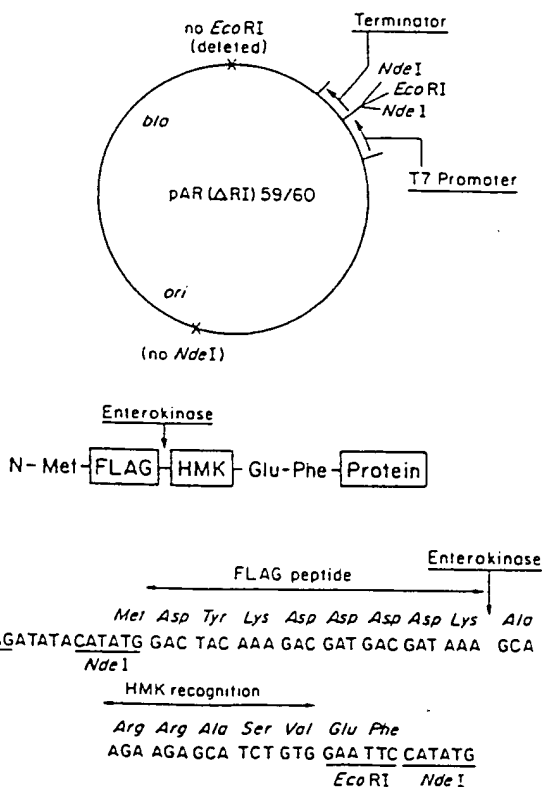 no EcoRI
(deleted)
Terminator
NdeI
EcoRI
NdeI
bla
T7 Promoter
pAR(ΔRI)59/60
ori
(no NdeI)
Enterokinase
N-Met-FLAG-HMK-Glu-Phe-Protein
Enterokinase
FLAG peptide
Met Asp Tyr Lys Asp Asp Asp Asp Lys Ala
AGATATACATATG GAC TAC AAA GAC GAT GAC GAT AAA GCA
NdeI
HMK recognition
Arg Arg Ala Ser Val Glu Phe
AGA AGA GCA TCT GTG GAATTC CATATG
EcoRI NdeI